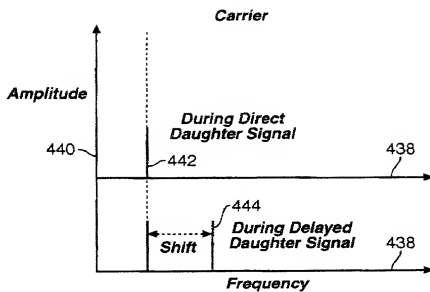 Carrier
Amplitude
During Direct
Daughter Signal
440
442
438
444
During Delayed
Daughter Signal
Shift
438
Frequency